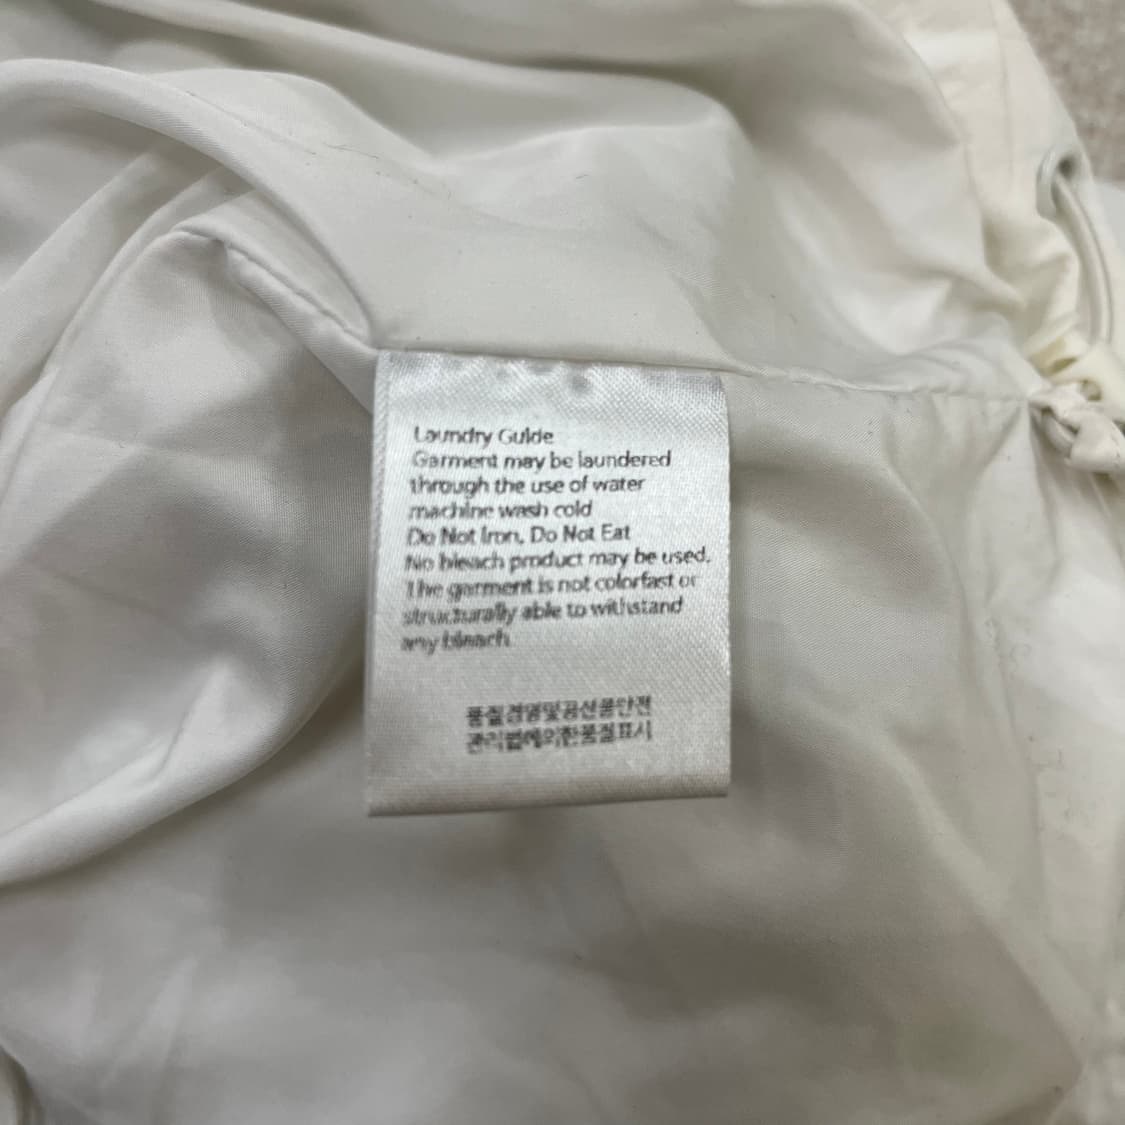 Laundry Guide
Garment may be laundered
through the use of water
machine wash cold
Do Not Iron, Do Not Eat
No bleach product may be used.
The garment is not colorfast or
structurally able to withstand
any bleach
품질경영및공산품안전
관리법에의한품질표시